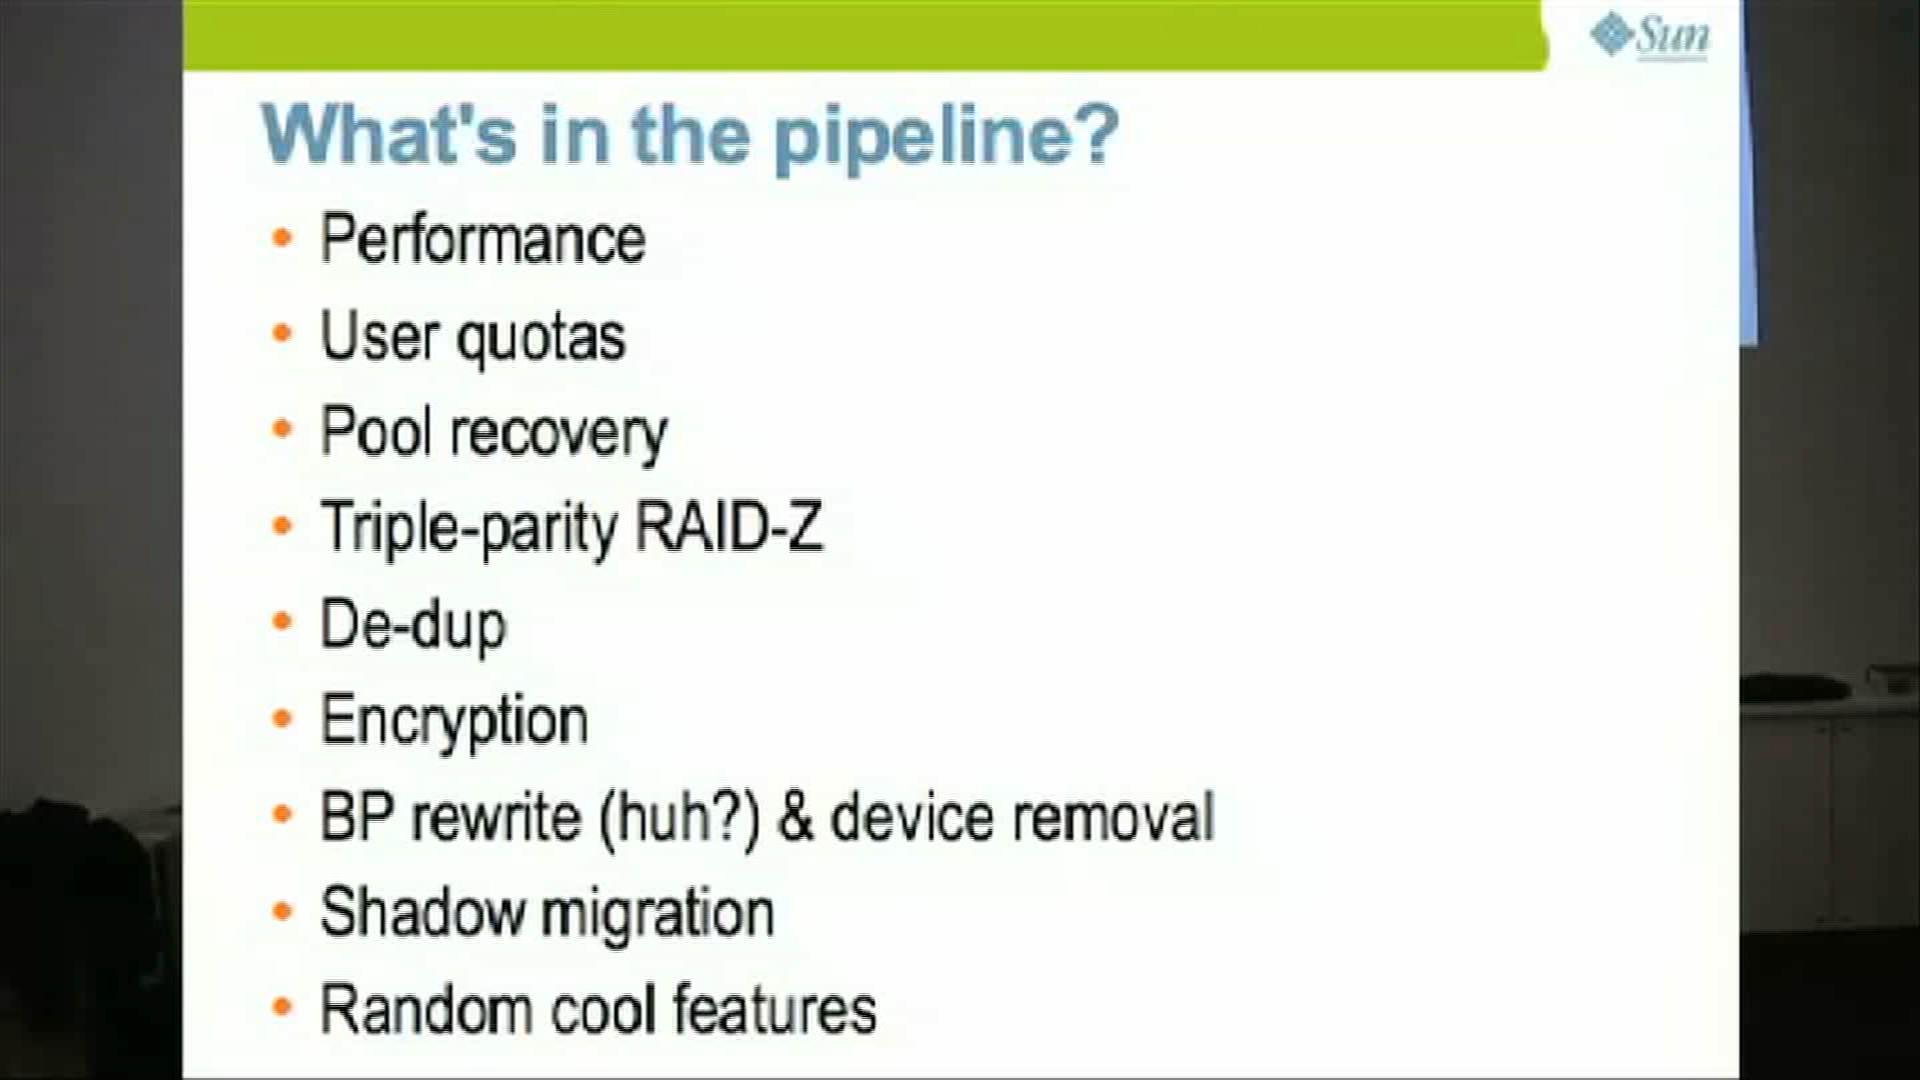 Sun
What's in the pipeline?
• Performance
• User quotas
• Pool recovery
• Triple-parity RAID-Z
• De-dup
• Encryption
• BP rewrite (huh?) & device removal
• Shadow migration
• Random cool features